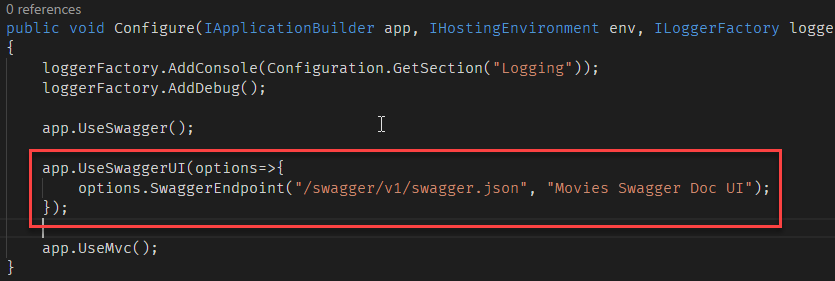 0 references
public void Configure(IApplicationBuilder app, IHostingEnvironment env, ILoggerFactory logge
{
    loggerFactory.AddConsole(Configuration.GetSection("Logging"));
    loggerFactory.AddDebug();
    app.UseSwagger();
    app.UseSwaggerUI(options=>{
        options.SwaggerEndpoint("/swagger/v1/swagger.json", "Movies Swagger Doc UI");
    });
    app.UseMvc();
}